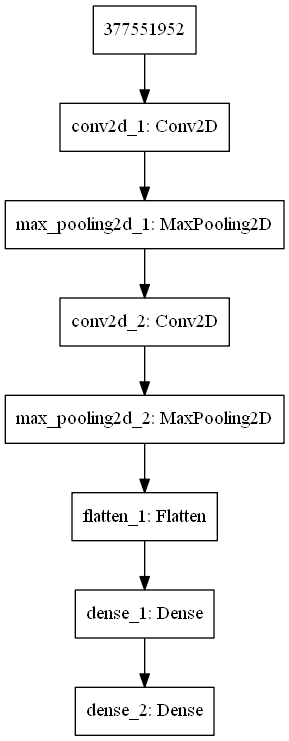 377551952
conv2d_1: Conv2D
max_pooling2d_1: MaxPooling2D
conv2d_2: Conv2D
max_pooling2d_2: MaxPooling2D
flatten_1: Flatten
dense_1: Dense
dense_2: Dense